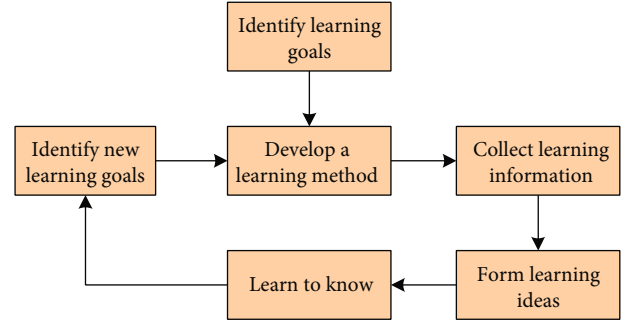 Identify learning
goals
Identify new
learning goals
Develop a
learning method
Collect learning
information
Learn to know
Form learning
ideas